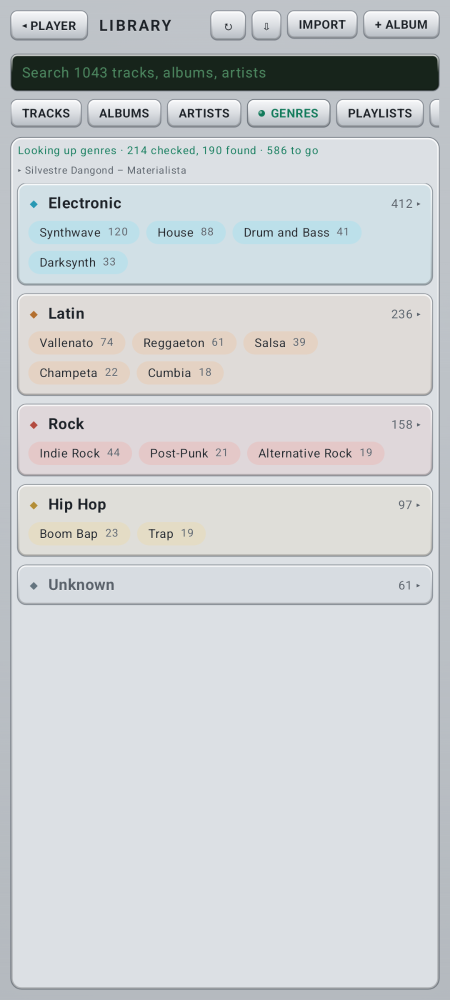 ◂ PLAYER LIBRARY ↻ ⇩ IMPORT + ALBUM
Search 1043 tracks, albums, artists
TRACKS ALBUMS ARTISTS GENRES PLAYLISTS
Looking up genres · 214 checked, 190 found · 586 to go
▸ Silvestre Dangond – Materialista
◆ Electronic 412 ▸
Synthwave 120 House 88 Drum and Bass 41
Darksynth 33
◆ Latin 236 ▸
Vallenato 74 Reggaeton 61 Salsa 39
Champeta 22 Cumbia 18
◆ Rock 158 ▸
Indie Rock 44 Post-Punk 21 Alternative Rock 19
◆ Hip Hop 97 ▸
Boom Bap 23 Trap 19
◆ Unknown 61 ▸